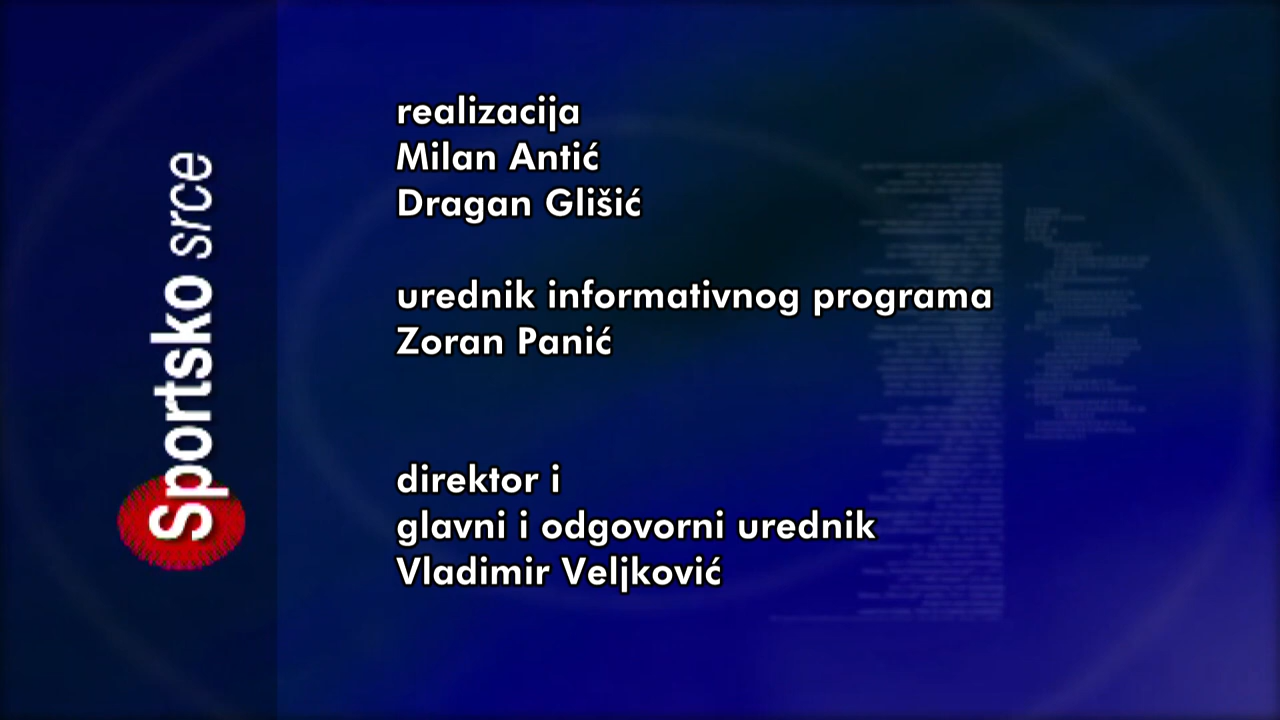 Sportsko srce
realizacija
Milan Antić
Dragan Glišić
urednik informativnog programa
Zoran Panić
direktor i
glavni i odgovorni urednik
Vladimir Veljković